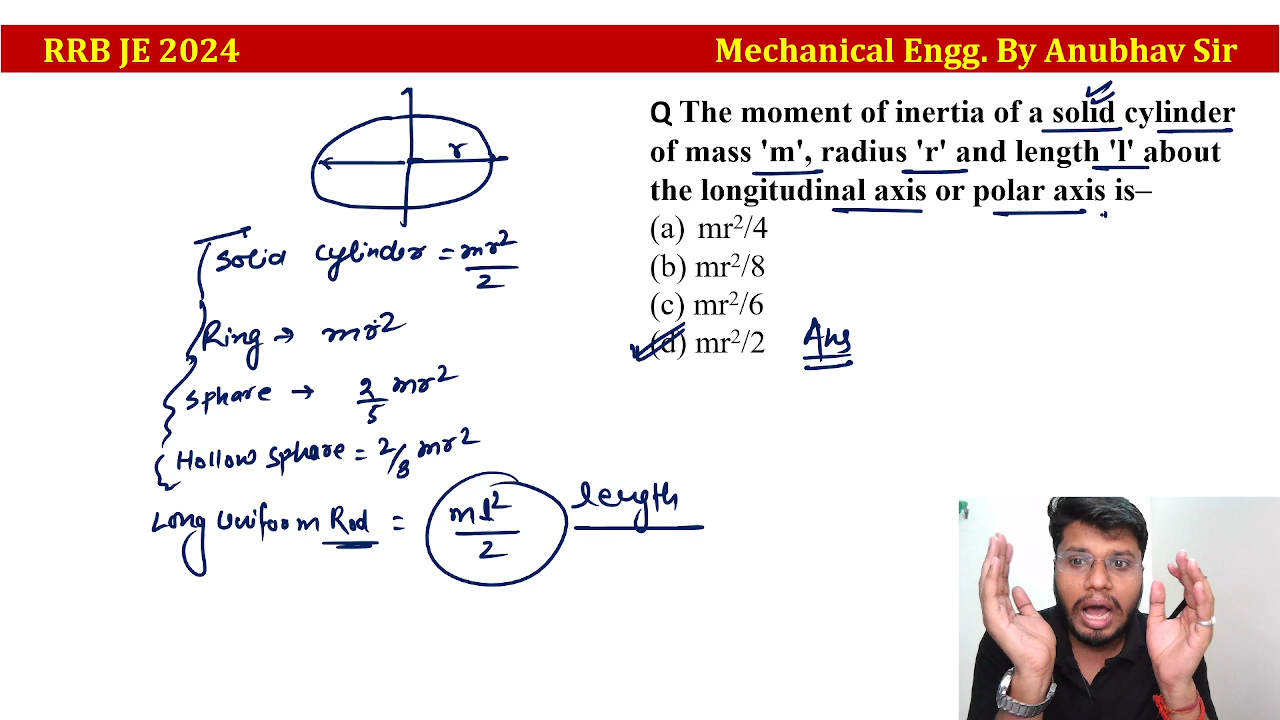 RRB JE 2024
Mechanical Engg. By Anubhav Sir
Q The moment of inertia of a solid cylinder
of mass 'm', radius 'r' and length 'l' about
the longitudinal axis or polar axis is–
(a) mr²/4
(b) mr²/8
(c) mr²/6
(d) mr²/2 Ans
r
Solid cylinder = mr²/2
Ring → mr²
Sphare → 2/5 mr²
Hollow Sphare = 2/3 mr²
Long Uniform Rod = ml²/2 length